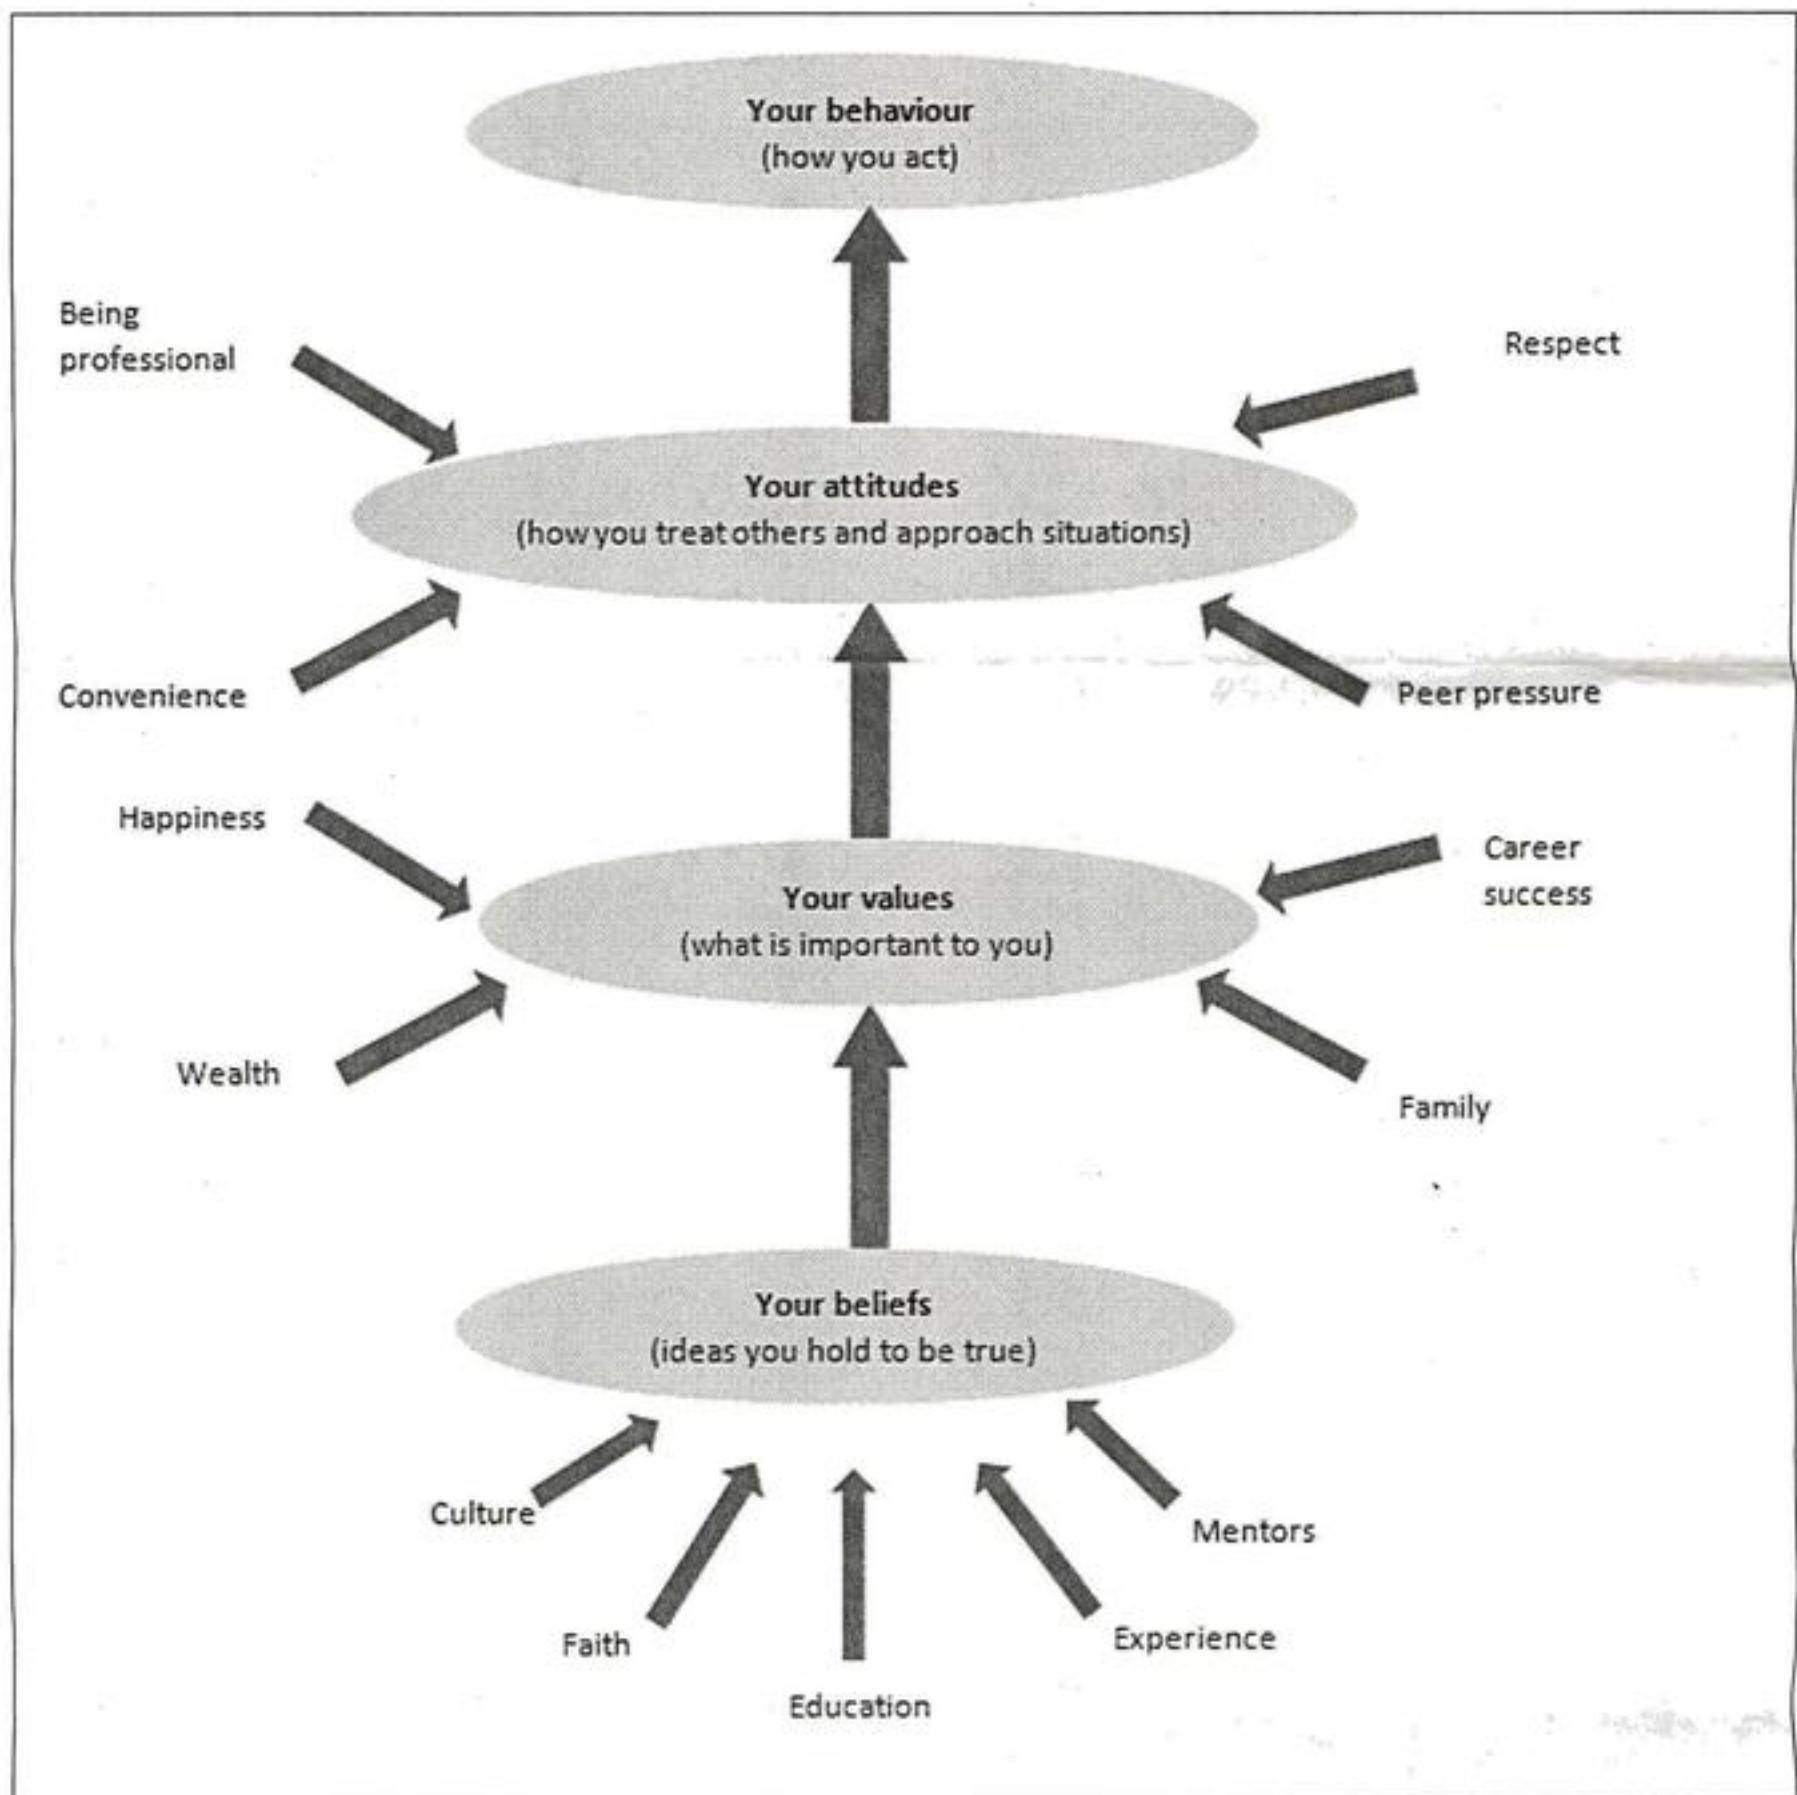 Your behaviour
(how you act)
Being
professional
Respect
Your attitudes
(how you treat others and approach situations)
Convenience
Peer pressure
Happiness
Career
success
Your values
(what is important to you)
Wealth
Family
Your beliefs
(ideas you hold to be true)
Culture
Mentors
Faith
Experience
Education